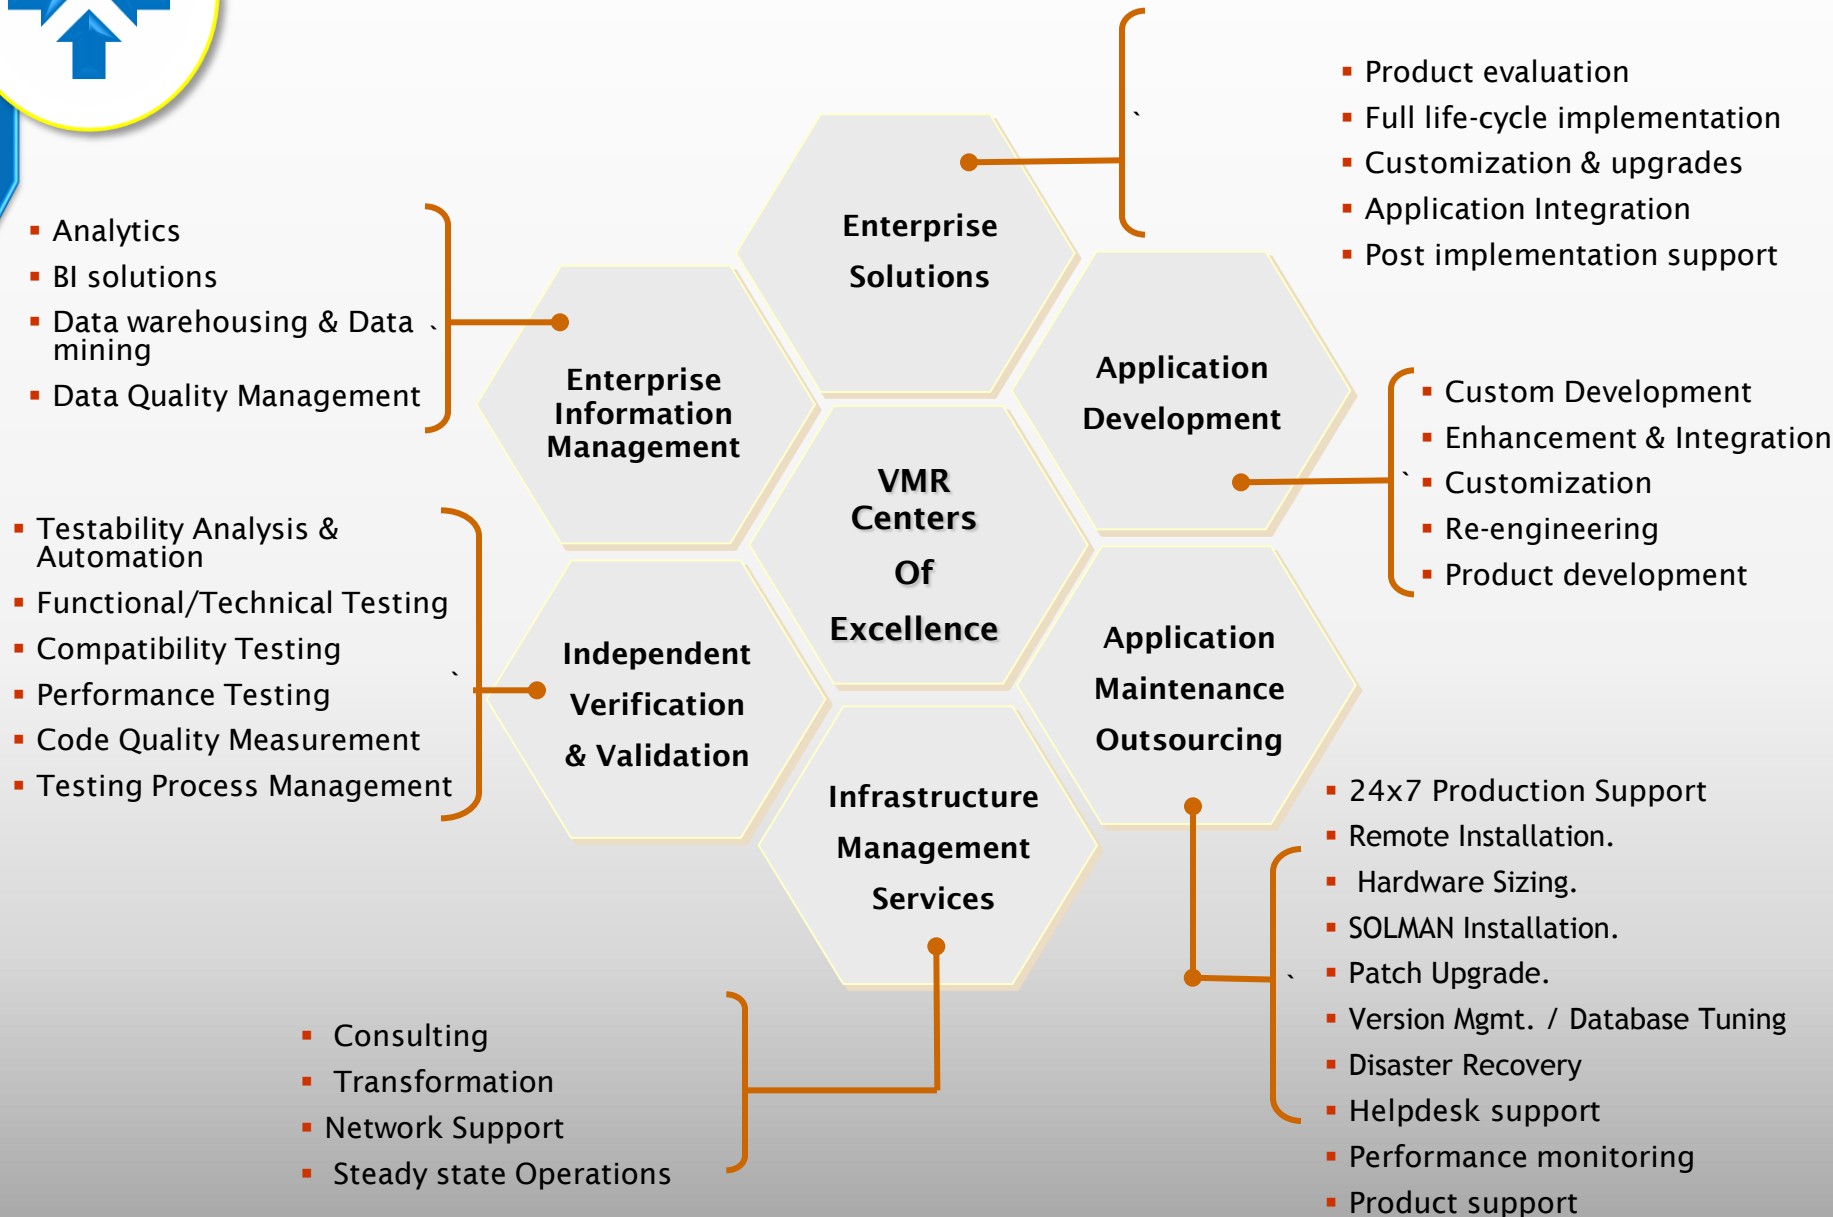 Product evaluation
Full life-cycle implementation
Customization & upgrades
Application Integration
Post implementation support
Analytics
BI solutions
Data warehousing & Data
mining
Data Quality Management
Enterprise
Solutions
Enterprise
Information
Management
Application
Development
Custom Development
Enhancement & Integration
Customization
Re-engineering
Product development
VMR
Centers
Of
Excellence
Testability Analysis &
Automation
Functional/Technical Testing
Compatibility Testing
Performance Testing
Code Quality Measurement
Testing Process Management
Independent
Verification
& Validation
Application
Maintenance
Outsourcing
Infrastructure
Management
Services
24x7 Production Support
Remote Installation.
Hardware Sizing.
SOLMAN Installation.
Patch Upgrade.
Version Mgmt. / Database Tuning
Disaster Recovery
Helpdesk support
Performance monitoring
Product support
Consulting
Transformation
Network Support
Steady state Operations